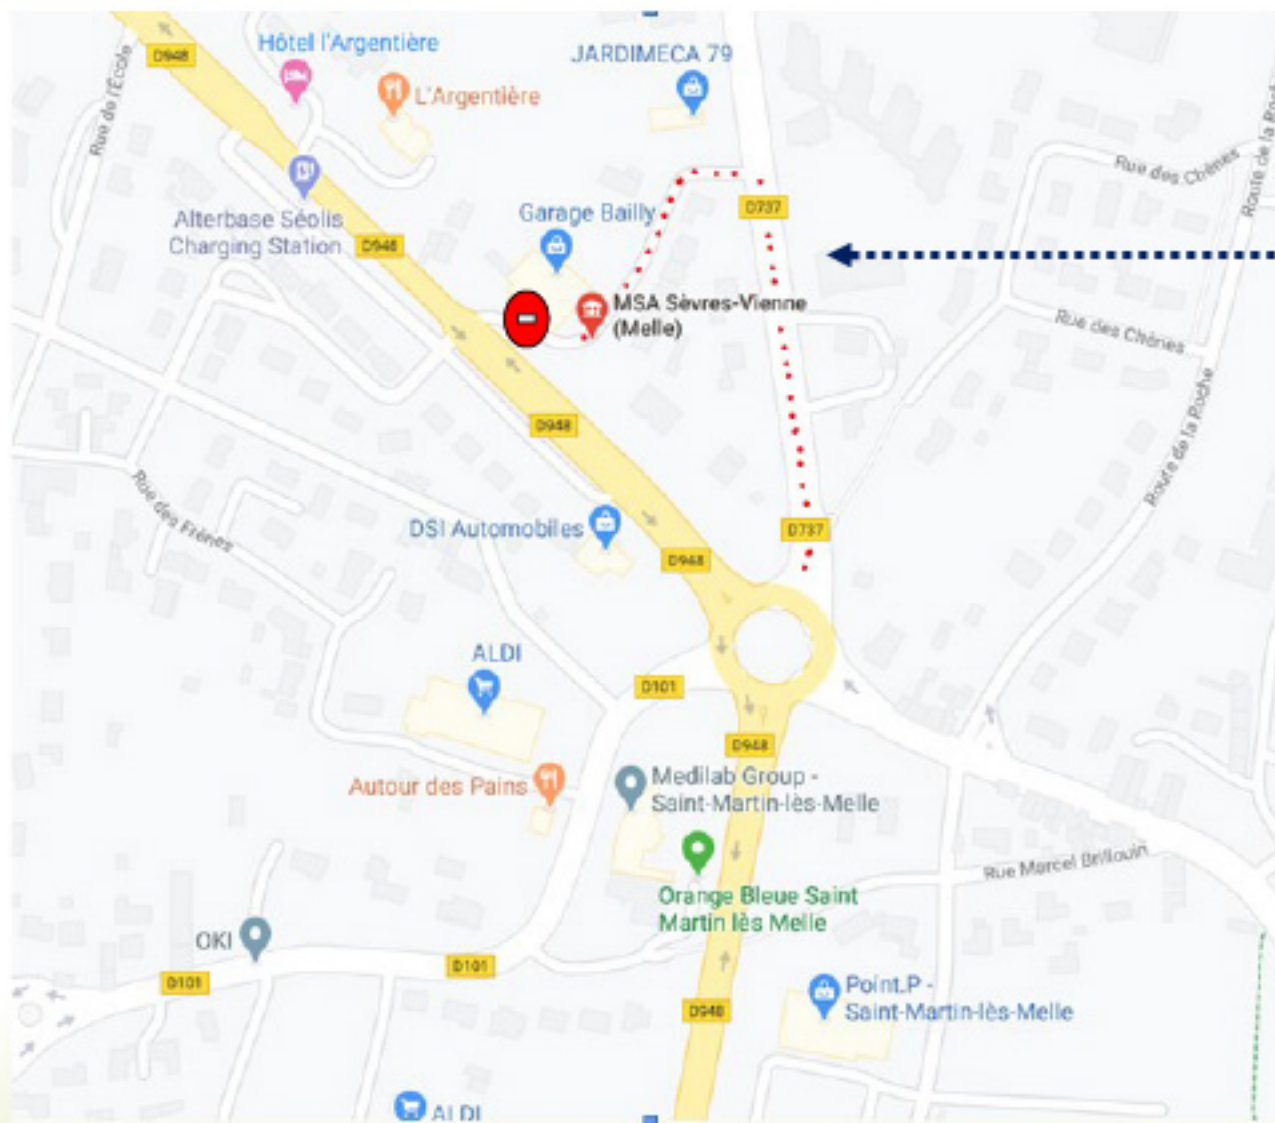 D948
Hôtel l'Argentière
JARDIMECA 79
Rue de l'École
L'Argentière
Rue des Chênes
Route de la Roche
Alterbase Séolis
Charging Station
D948
Garage Bailly
D737
MSA Sèvres-Vienne
(Melle)
Rue des Chênes
D948
Route de la Roche
Rue des Frênes
DSI Automobiles
D737
D948
ALDI
D101
D948
Autour des Pains
Medilab Group -
Saint-Martin-lès-Melle
Rue Marcel Brillouin
Orange Bleue Saint
Martin lès Melle
OKI
D101
D101
Point.P -
Saint-Martin-lès-Melle
D948
ALDI